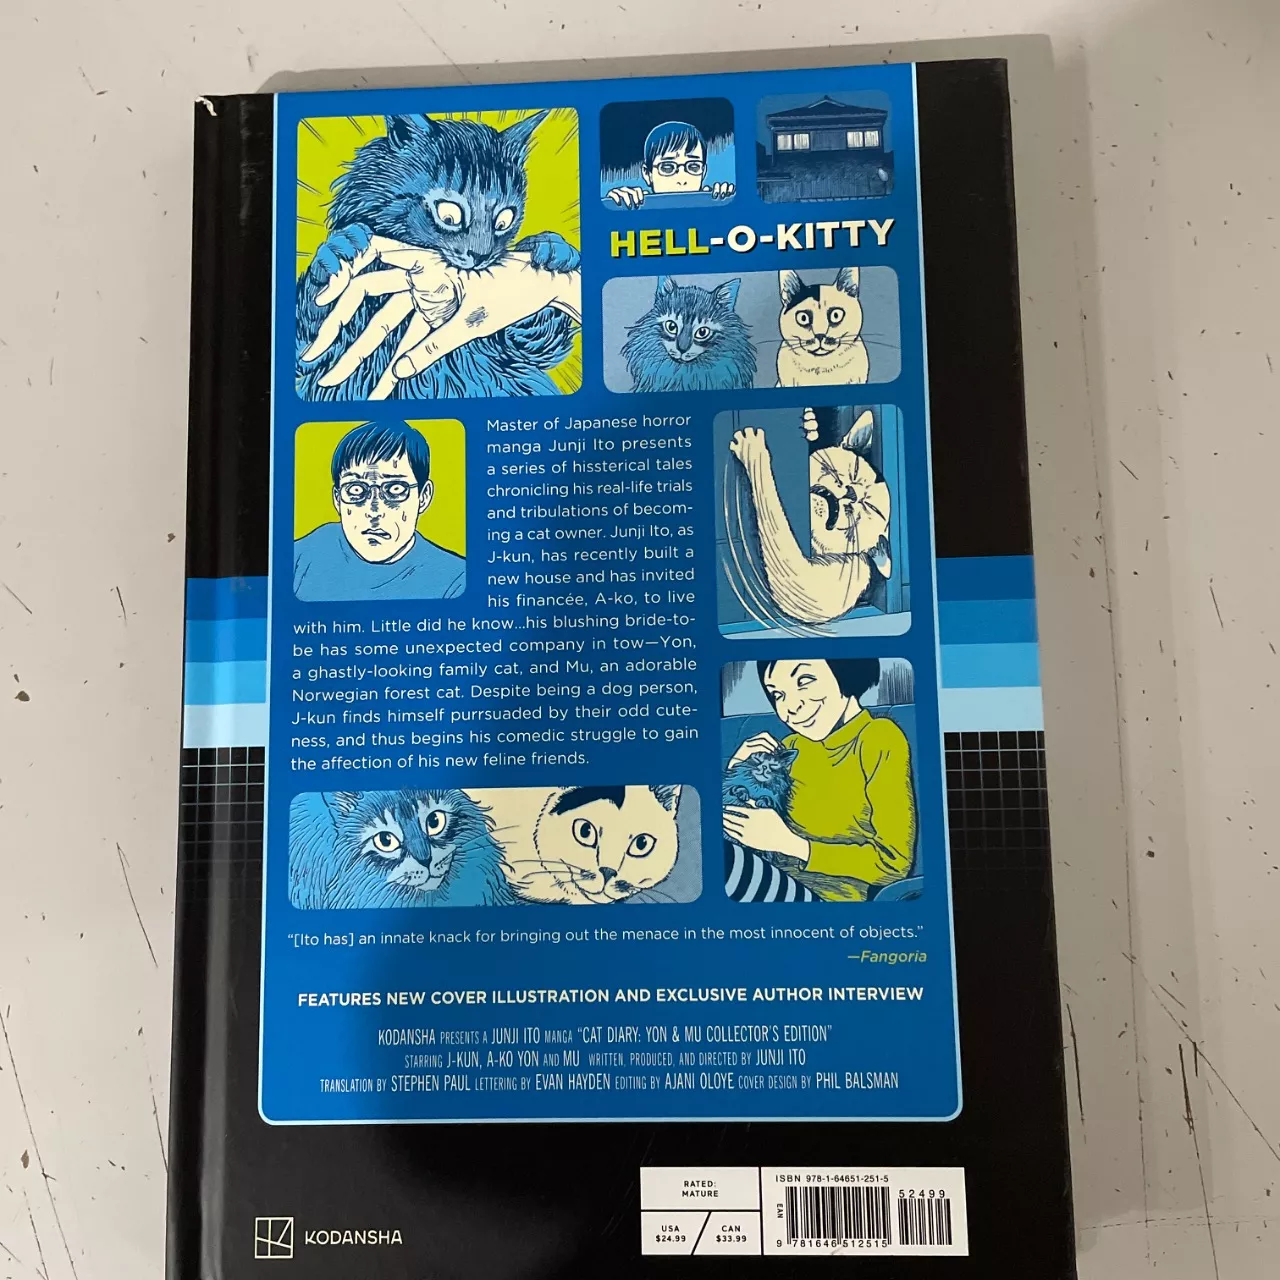 HELL-O-KITTY
Master of Japanese horror
manga Junji Ito presents
a series of hissterical tales
chronicling his real-life trials
and tribulations of becom-
ing a cat owner. Junji Ito, as
J-kun, has recently built a
new house and has invited
his financée, A-ko, to live
with him. Little did he know...his blushing bride-to-
be has some unexpected company in tow—Yon,
a ghastly-looking family cat, and Mu, an adorable
Norwegian forest cat. Despite being a dog person,
J-kun finds himself purrsuaded by their odd cute-
ness, and thus begins his comedic struggle to gain
the affection of his new feline friends.
“[Ito has] an innate knack for bringing out the menace in the most innocent of objects.”
—Fangoria
FEATURES NEW COVER ILLUSTRATION AND EXCLUSIVE AUTHOR INTERVIEW
KODANSHA PRESENTS A JUNJI ITO MANGA “CAT DIARY: YON & MU COLLECTOR'S EDITION”
STARRING J-KUN, A-KO YON AND MU WRITTEN, PRODUCED, AND DIRECTED BY JUNJI ITO
TRANSLATION BY STEPHEN PAUL LETTERING BY EVAN HAYDEN EDITING BY AJANI OLOYE COVER DESIGN BY PHIL BALSMAN
KODANSHA
RATED:
MATURE
USA
$24.99
CAN
$33.99
ISBN 978-1-64651-251-5
52499
EAN
9 781646 512515